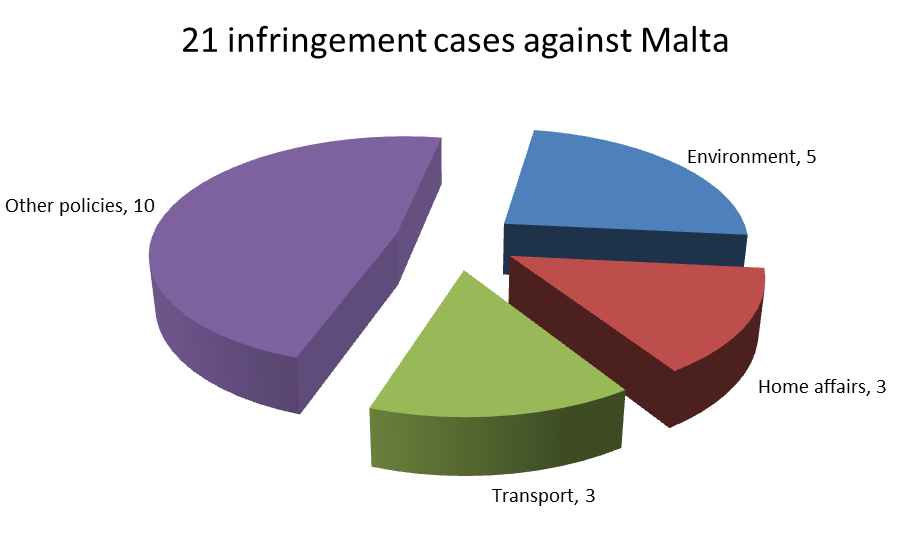 21 infringement cases against Malta
Environment, 5
Other policies, 10
Home affairs, 3
Transport, 3